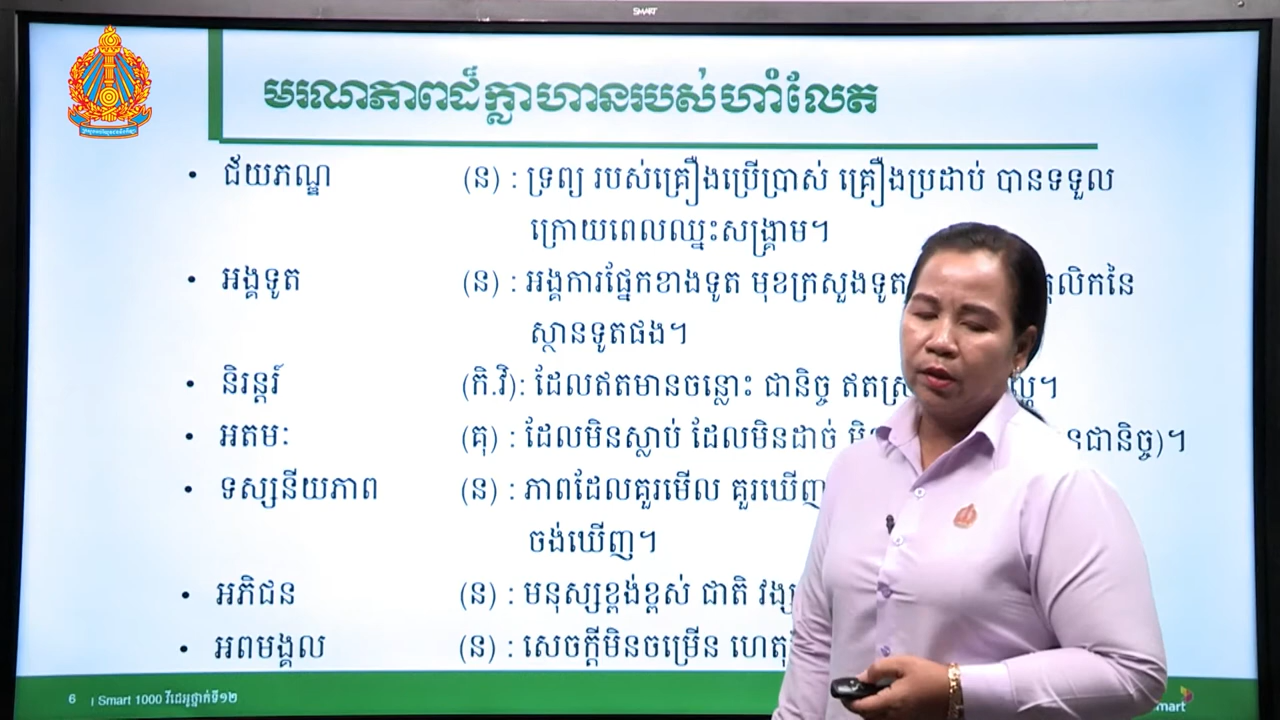 SMART
មរណភាពដ៏ក្លាហានរបស់ហាំលែត
• ជ័យភណ្ឌ (ន) : ទ្រព្យ របស់គ្រឿងប្រើប្រាស់ គ្រឿងប្រដាប់ បានទទួល
ក្រោយពេលឈ្នះសង្គ្រាម។
• អង្គទូត (ន) : អង្គការផ្នែកខាងទូត មុខក្រសួងទូត
ស្ថានទូតផង។
• និរន្តរ៍ (កិ.វិ): ដែលឥតមានចន្លោះ ជានិច្ច
• អតមៈ (គុ) : ដែលមិនស្លាប់ ដែលមិនដាច់ ជានិច្ច)។
• ទស្សនីយភាព (ន) : ភាពដែលគួរមើល គួរឃើញ
ចង់ឃើញ។
• អភិជន (ន) : មនុស្សខ្ពង់ខ្ពស់ ជាតិ
• អពមង្គល (ន) : សេចក្ដីមិនចម្រើន
6 | Smart 1000 វីដេអូថ្នាក់ទី១២